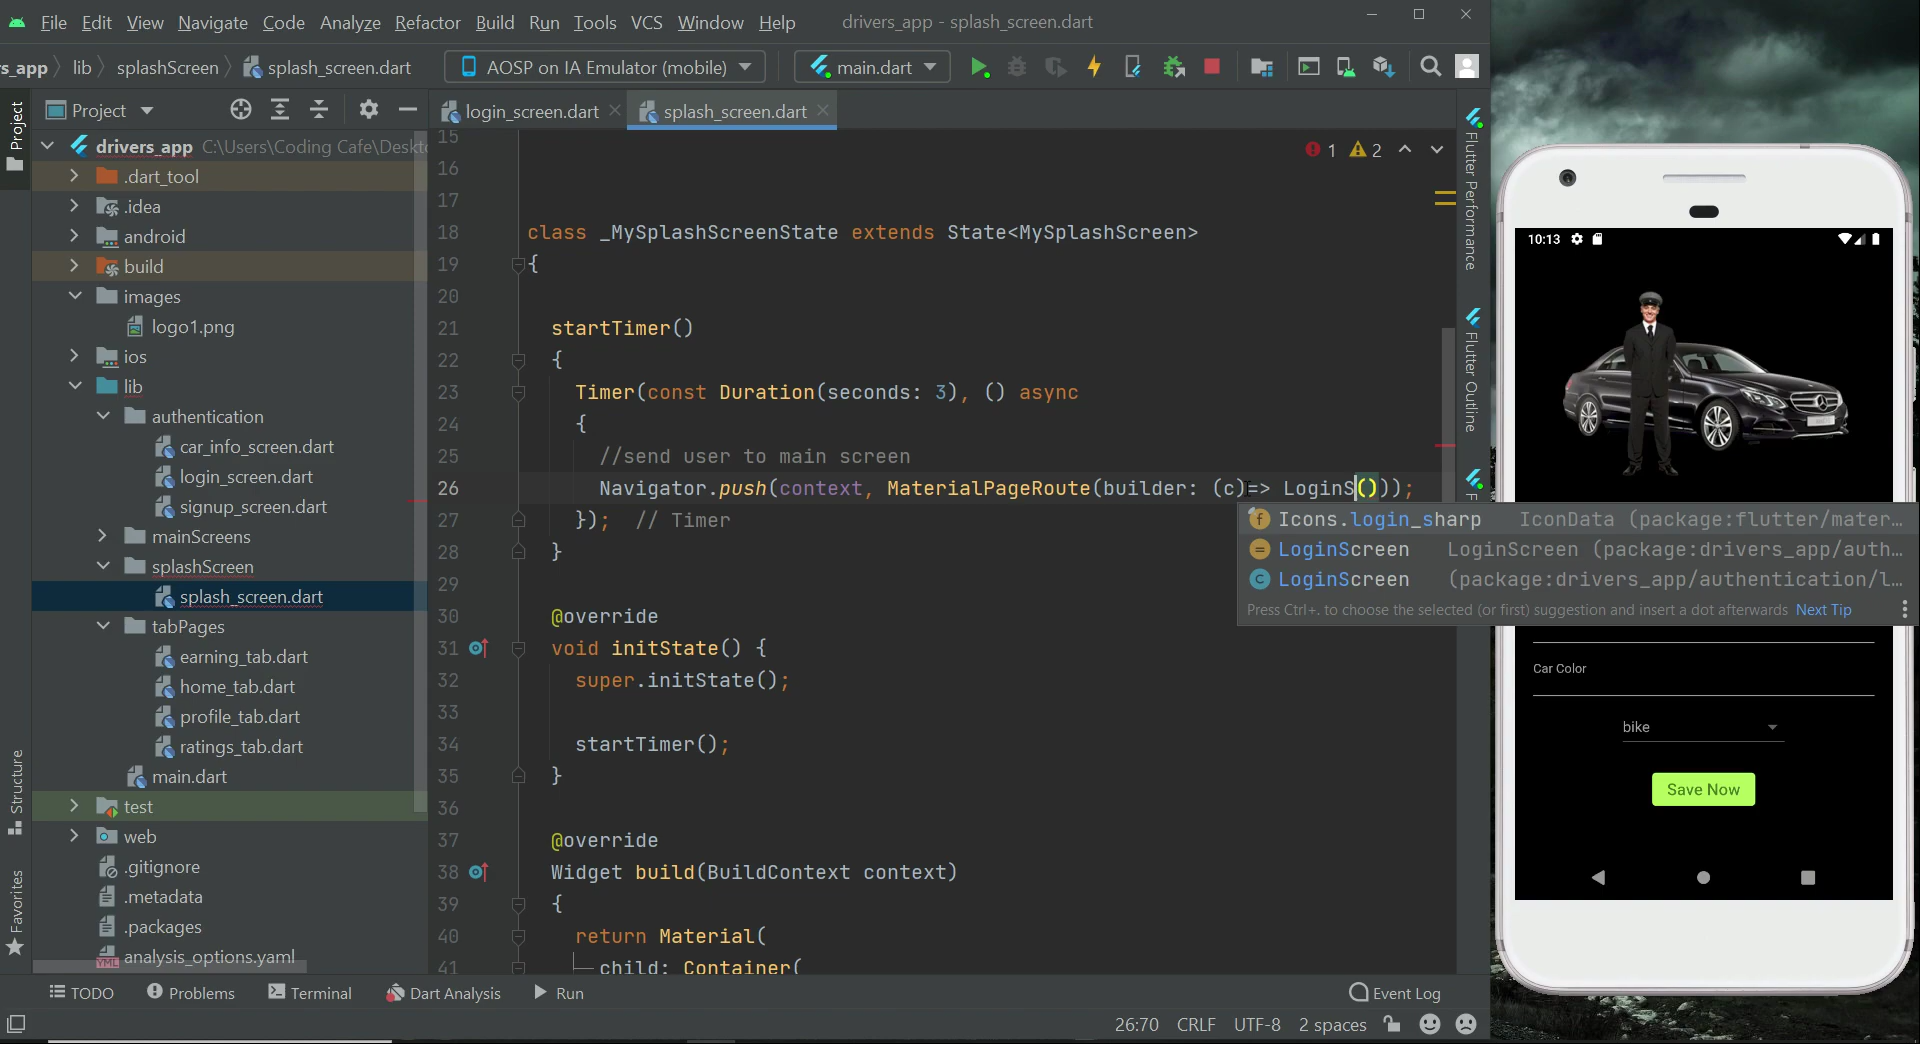 File Edit View Navigate Code Analyze Refactor Build Run Tools VCS Window Help drivers_app - splash_screen.dart
s_app lib splashScreen splash_screen.dart AOSP on IA Emulator (mobile) main.dart
Project login_screen.dart splash_screen.dart
Project
drivers_app C:\Users\Coding Cafe\Deskto
.dart_tool
.idea
android
build
images
logo1.png
ios
lib
authentication
car_info_screen.dart
login_screen.dart
signup_screen.dart
mainScreens
splashScreen
splash_screen.dart
tabPages
earning_tab.dart
home_tab.dart
profile_tab.dart
ratings_tab.dart
main.dart
test
web
.gitignore
.metadata
.packages
analysis_options.yaml
Structure
Favorites
1 2
15
16
17
18 class _MySplashScreenState extends State<MySplashScreen>
19 {
20
21 startTimer()
22 {
23 Timer(const Duration(seconds: 3), () async
24 {
25 //send user to main screen
26 Navigator.push(context, MaterialPageRoute(builder: (c)=> LoginS()));
27 }); // Timer
28 }
29
30 @override
31 void initState() {
32 super.initState();
33
34 startTimer();
35 }
36
37 @override
38 Widget build(BuildContext context)
39 {
40 return Material(
41 child: Container(
Icons.login_sharp IconData (package:flutter/mater...
LoginScreen LoginScreen (package:drivers_app/auth...
LoginScreen (package:drivers_app/authentication/l...
Press Ctrl+. to choose the selected (or first) suggestion and insert a dot afterwards Next Tip
Flutter Performance
Flutter Outline
10:13
Car Color
bike
Save Now
TODO Problems Terminal Dart Analysis Run Event Log
26:70 CRLF UTF-8 2 spaces